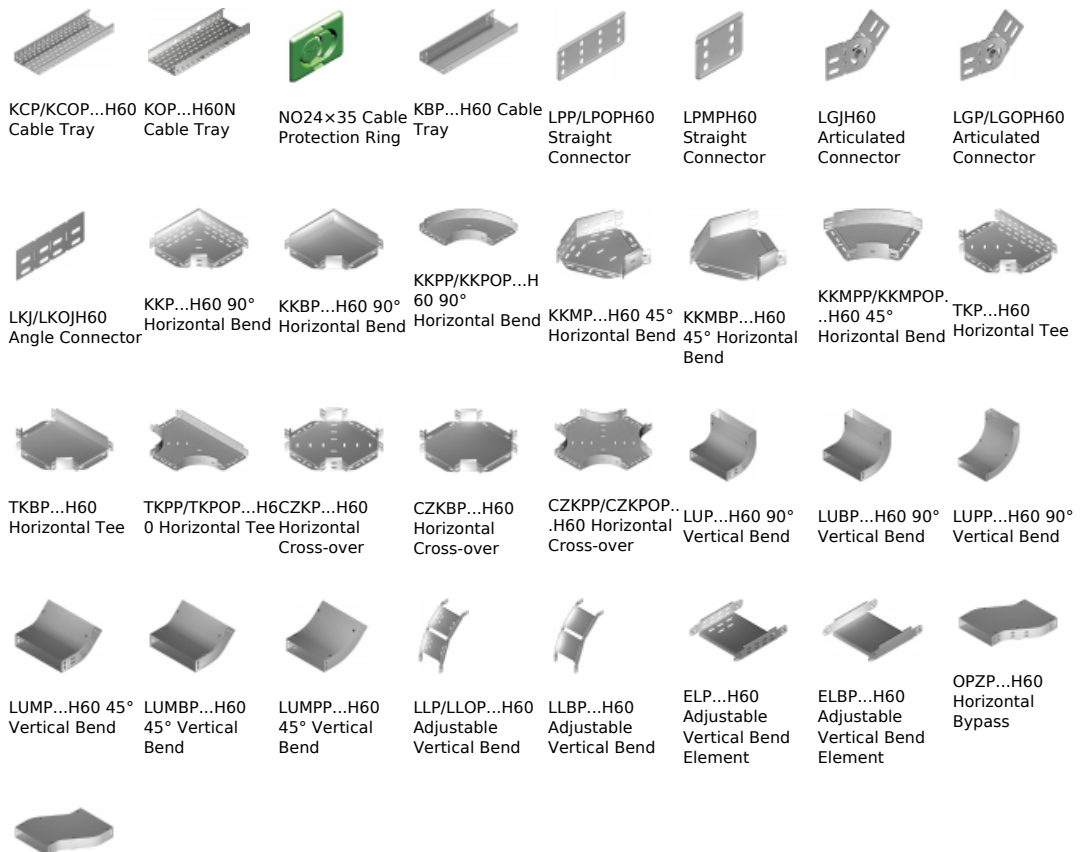 KCP/KCOP...H60
Cable Tray
KOP...H60N
Cable Tray
NO24×35 Cable
Protection Ring
KBP...H60 Cable
Tray
LPP/LPOPH60
Straight
Connector
LPMPH60
Straight
Connector
LGJH60
Articulated
Connector
LGP/LGOPH60
Articulated
Connector
LKJ/LKOJH60
Angle Connector
KKP...H60 90°
Horizontal Bend
KKBP...H60 90°
Horizontal Bend
KKPP/KKPOP...H
60 90°
Horizontal Bend
KKMP...H60 45°
Horizontal Bend
KKMBP...H60
45° Horizontal
Bend
KKMPP/KKMPOP.
..H60 45°
Horizontal Bend
TKP...H60
Horizontal Tee
TKBP...H60
Horizontal Tee
TKPP/TKPOP...H6
0 Horizontal Tee
CZKP...H60
Horizontal
Cross-over
CZKBP...H60
Horizontal
Cross-over
CZKPP/CZKPOP..
.H60 Horizontal
Cross-over
LUP...H60 90°
Vertical Bend
LUBP...H60 90°
Vertical Bend
LUPP...H60 90°
Vertical Bend
LUMP...H60 45°
Vertical Bend
LUMBP...H60
45° Vertical
Bend
LUMPP...H60
45° Vertical
Bend
LLP/LLOP...H60
Adjustable
Vertical Bend
LLBP...H60
Adjustable
Vertical Bend
ELP...H60
Adjustable
Vertical Bend
Element
ELBP...H60
Adjustable
Vertical Bend
Element
OPZP...H60
Horizontal
Bypass